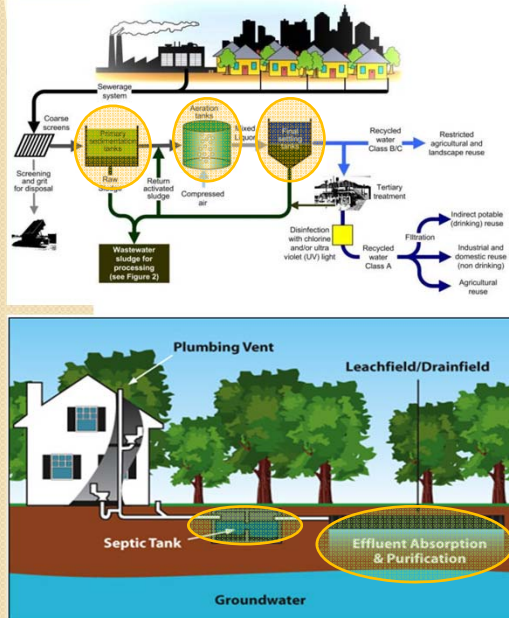 Sewerage
system
Coarse
screens
Primary
sedimentation
tanks
Aeration
tanks
Mixed
Liquor
Final
settling
tanks
Recycled
water
Class B/C
Restricted
agricultural and
landscape reuse
Screening
and grit
for disposal
Raw
Sludge
Return
activated
sludge
Compressed
air
Tertiary
treatment
Wastewater
sludge for
processing
(see Figure 2)
Disinfection
with chlorine
and/or ultra
violet (UV) light
Recycled
water
Class A
Filtration
Indirect potable
(drinking) reuse
Industrial and
domestic reuse
(non drinking)
Agricultural
reuse
Plumbing Vent
Leachfield/Drainfield
Septic Tank
Effluent Absorption
& Purification
Groundwater